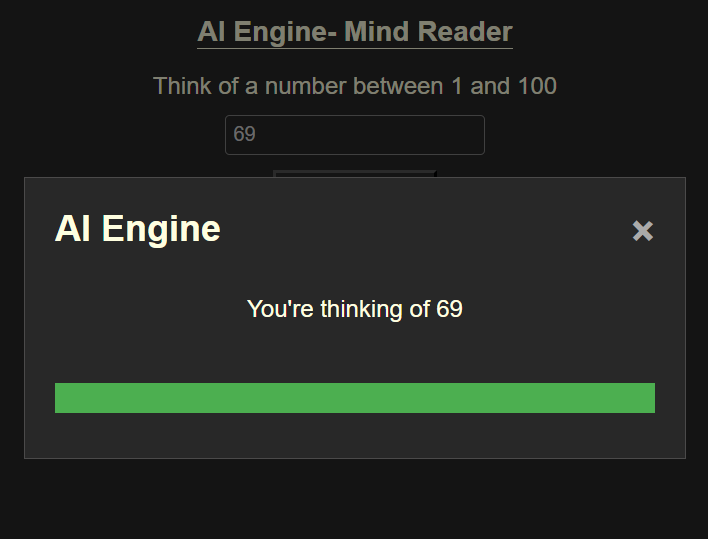 AI Engine- Mind Reader
Think of a number between 1 and 100
69
AI Engine
×
You're thinking of 69